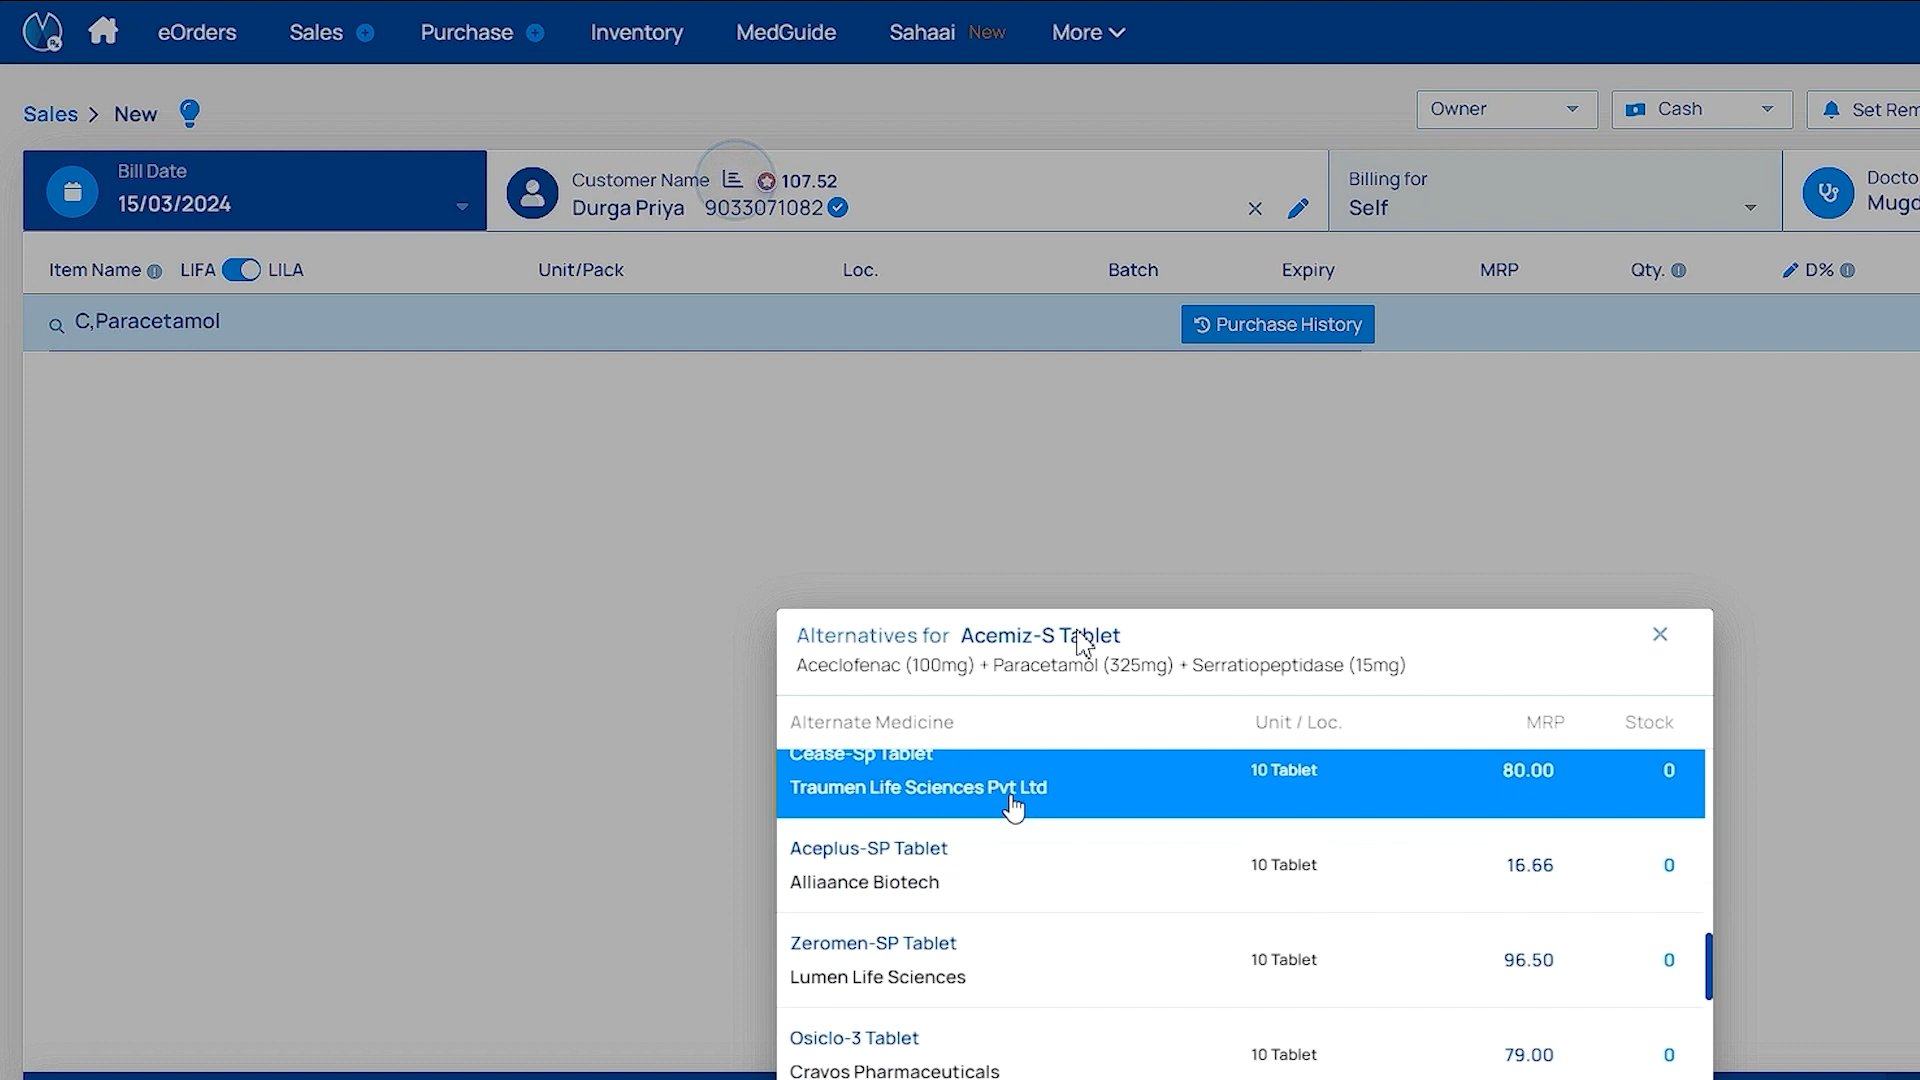 eOrders Sales Purchase Inventory MedGuide Sahaai New More
Sales > New
Owner Cash Set Rem
Bill Date
15/03/2024
Customer Name 107.52
Durga Priya 9033071082
Billing for
Self
Docto
Mugd
Item Name LIFA LILA Unit/Pack Loc. Batch Expiry MRP Qty. D%
C,Paracetamol
Purchase History
Alternatives for Acemiz-S Tablet
Aceclofenac (100mg) + Paracetamol (325mg) + Serratiopeptidase (15mg)
Alternate Medicine Unit / Loc. MRP Stock
Cease-Sp Tablet
Traumen Life Sciences Pvt Ltd
10 Tablet 80.00 0
Aceplus-SP Tablet
Alliaance Biotech
10 Tablet 16.66 0
Zeromen-SP Tablet
Lumen Life Sciences
10 Tablet 96.50 0
Osiclo-3 Tablet
Cravos Pharmaceuticals
10 Tablet 79.00 0